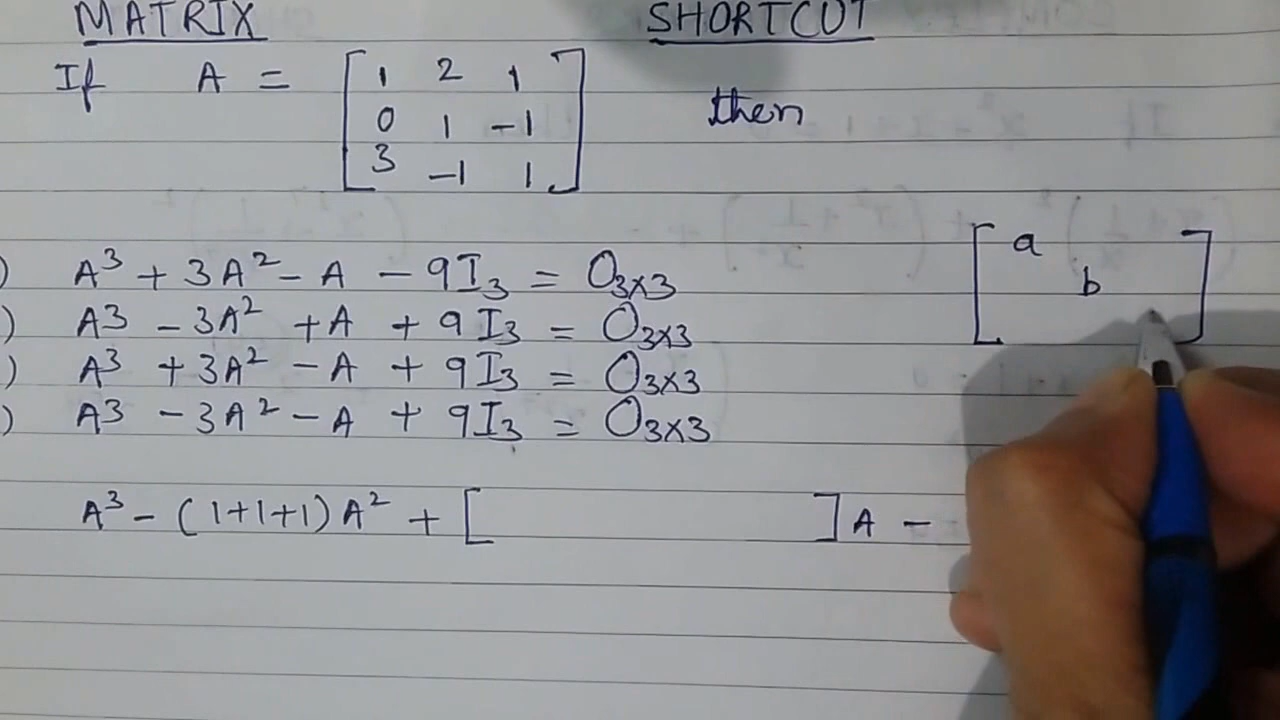 MATRIX SHORTCUT
If A = [ 1 2 1
0 1 -1 then
3 -1 1 ]
) A³ + 3A² - A - 9I₃ = O₃ₓ₃
) A³ - 3A² + A + 9I₃ = O₃ₓ₃
) A³ + 3A² - A + 9I₃ = O₃ₓ₃
) A³ - 3A² - A + 9I₃ = O₃ₓ₃
[ a
b ]
A³ - (1+1+1)A² + [ ] A -